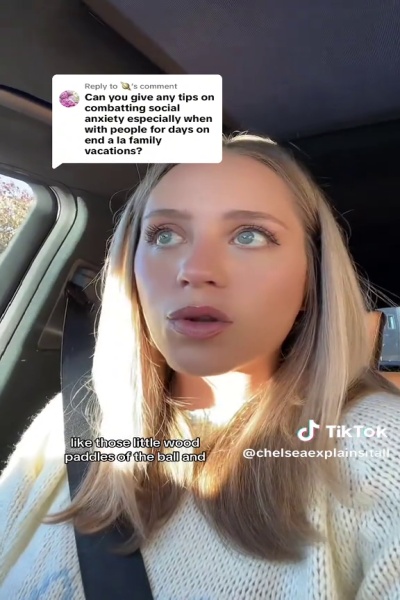 Reply to 's comment
Can you give any tips on
combatting social
anxiety especially when
with people for days on
end a la family
vacations?
like those little wood
paddles of the ball and
TikTok
@chelseaexplainsitall